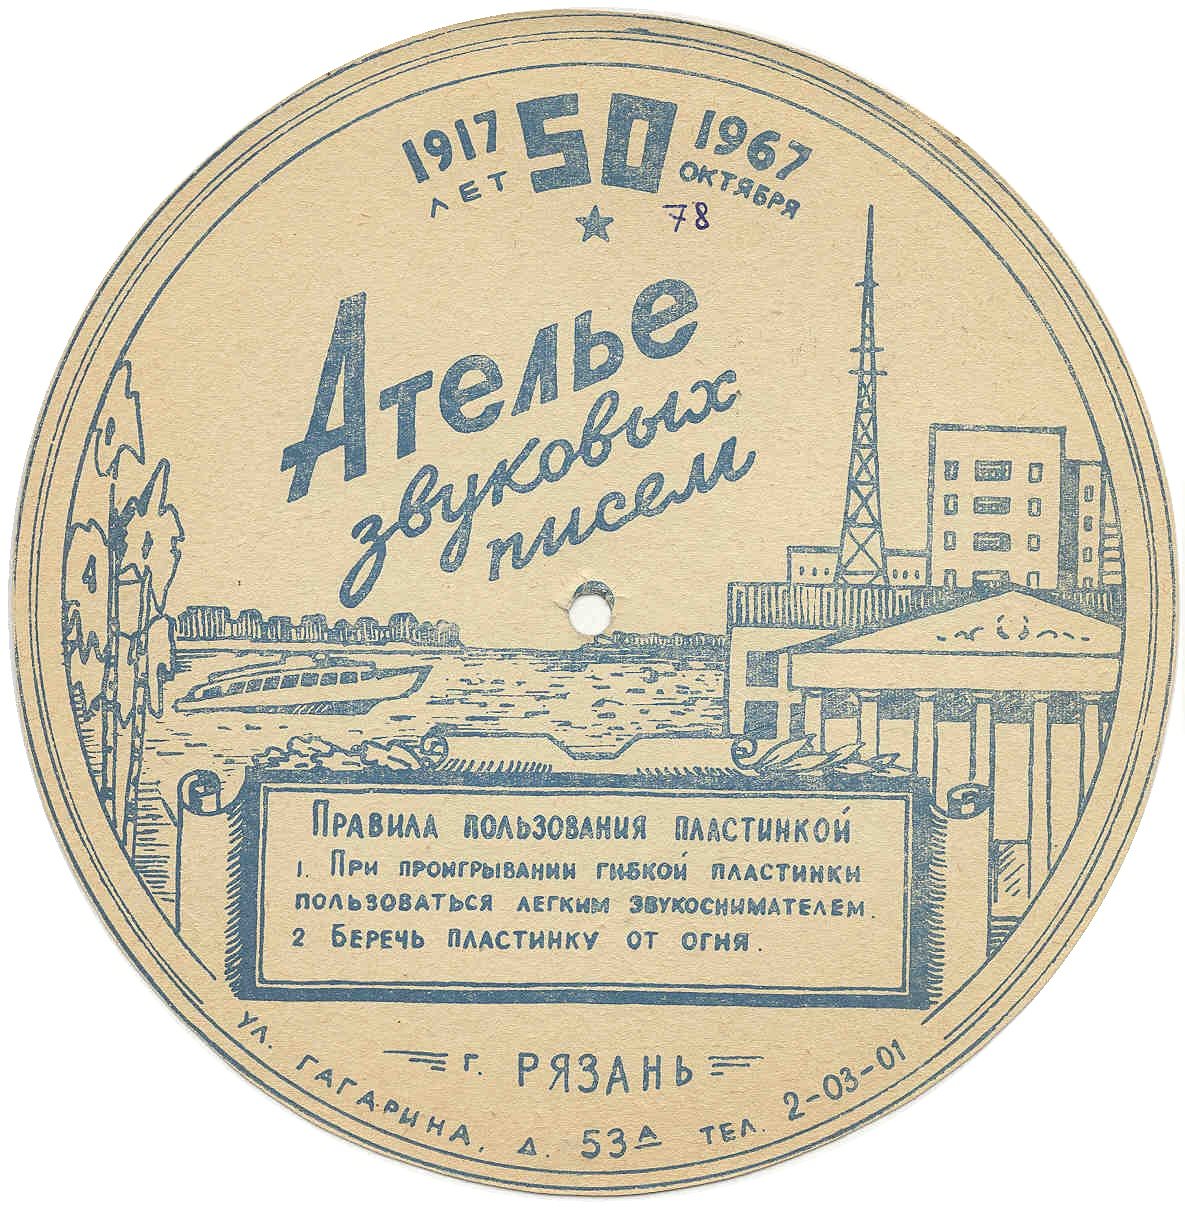 1917 50 1967
ЛЕТ ОКТЯБРЯ
78
Ателье
звуковых
писем
ПРАВИЛА ПОЛЬЗОВАНИЯ ПЛАСТИНКОЙ
1. ПРИ ПРОИГРЫВАНИИ ГИБКОЙ ПЛАСТИНКИ
ПОЛЬЗОВАТЬСЯ ЛЕГКИМ ЗВУКОСНИМАТЕЛЕМ.
2 БЕРЕЧЬ ПЛАСТИНКУ ОТ ОГНЯ.
г. РЯЗАНЬ
УЛ. ГАГАРИНА, Д. 53А ТЕЛ. 2-03-01